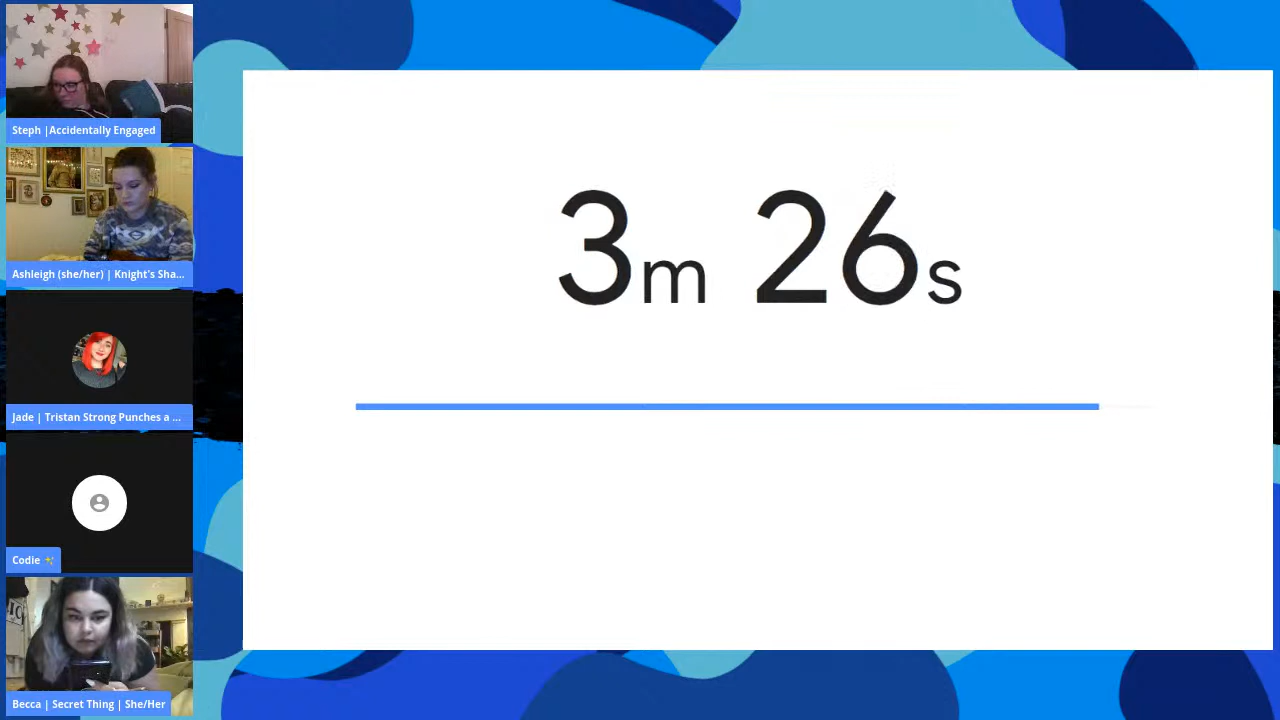 Steph |Accidentally Engaged
Ashleigh (she/her) | Knight's Sha...
Jade | Tristan Strong Punches a ...
Codie ✨
Becca | Secret Thing | She/Her
3m 26s